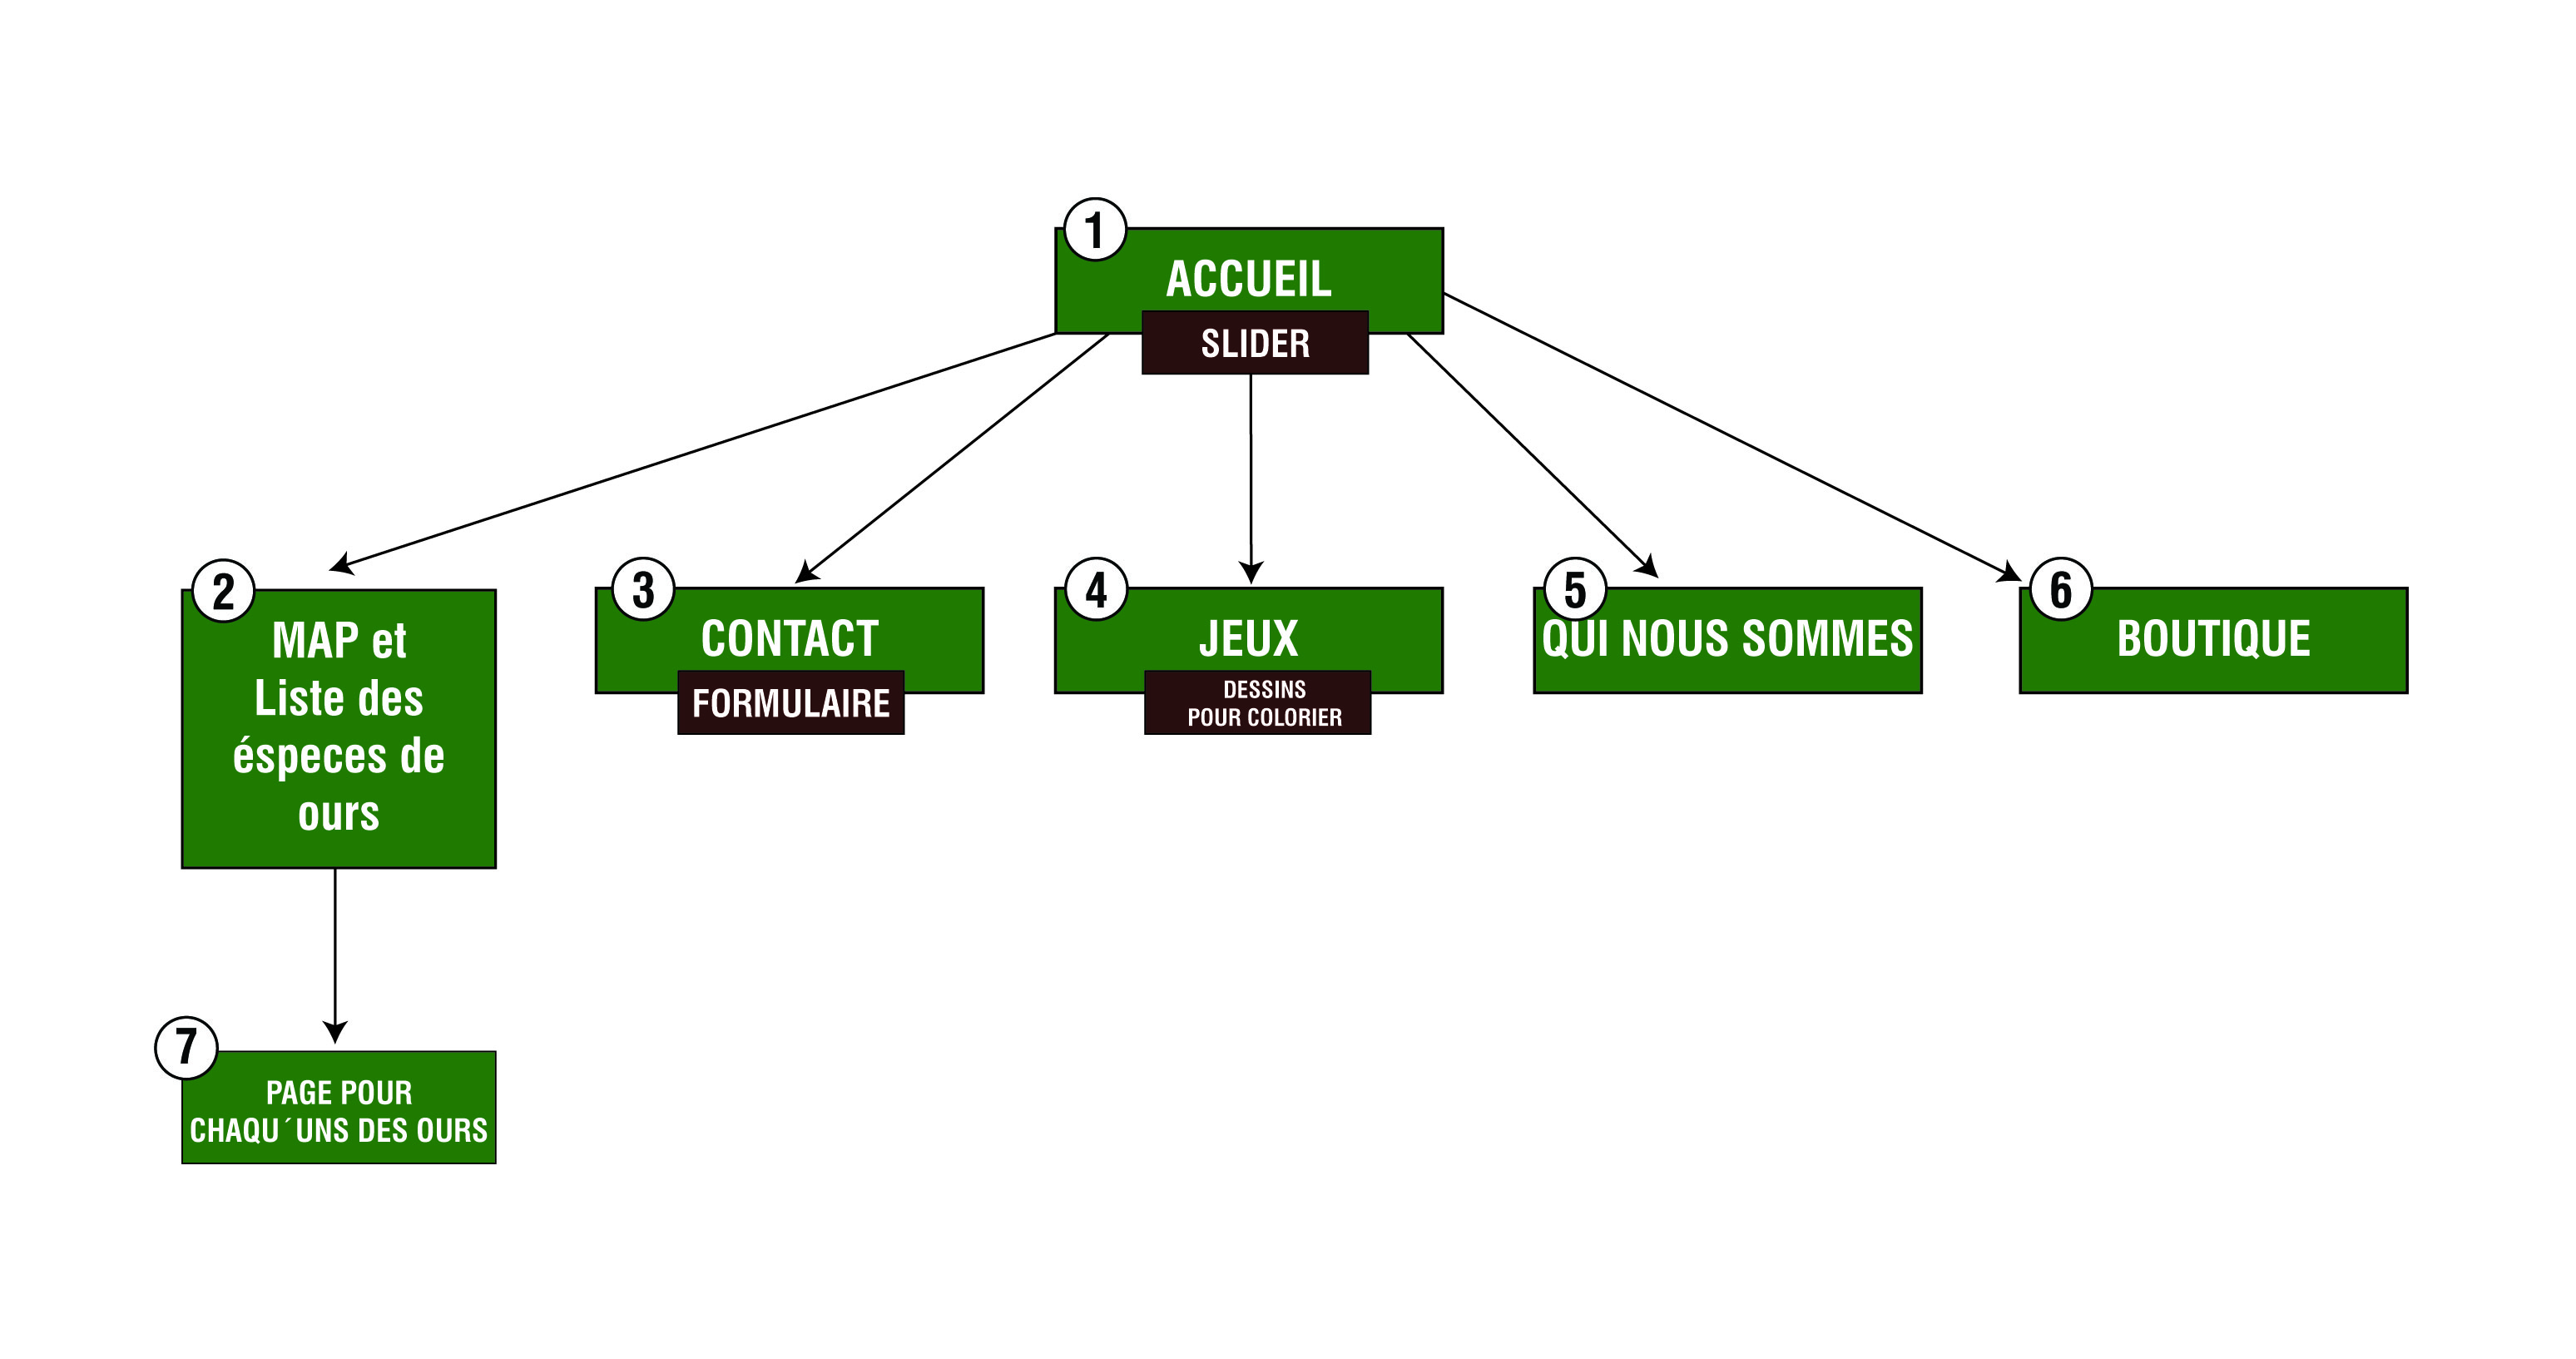 1
ACCUEIL
SLIDER
2
MAP et
Liste des
éspeces de
ours
3
CONTACT
FORMULAIRE
4
JEUX
DESSINS
POUR COLORIER
5
QUI NOUS SOMMES
6
BOUTIQUE
7
PAGE POUR
CHAQU´UNS DES OURS